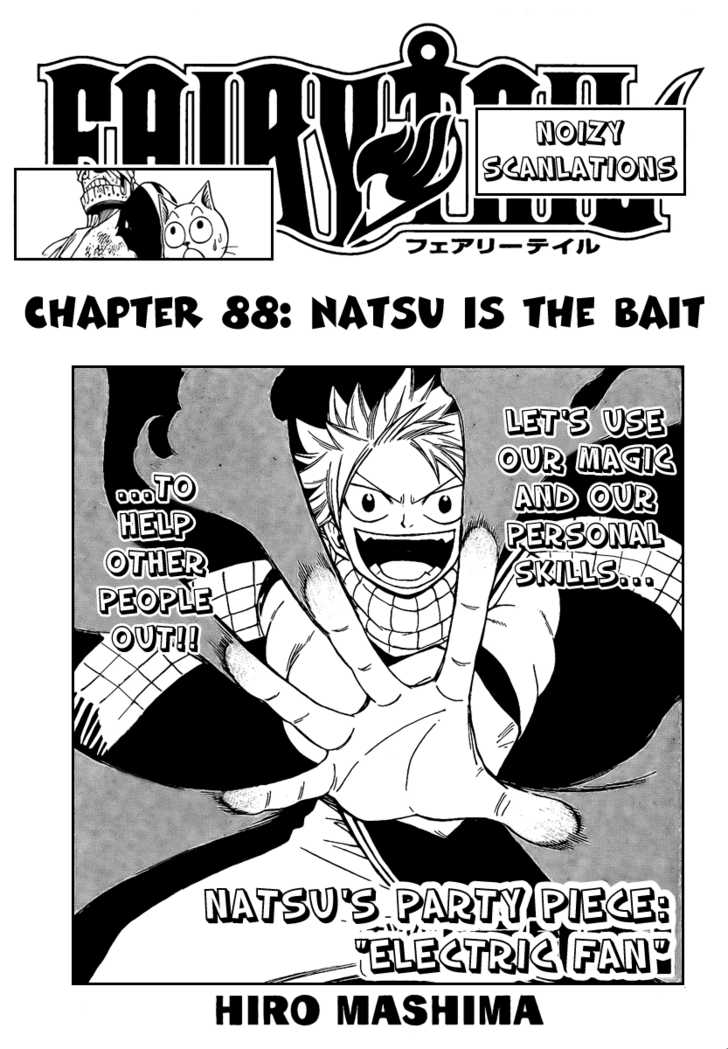 FAIRY TAIL
NOIZY
SCANLATIONS
フェアリーテイル
CHAPTER 88: NATSU IS THE BAIT
LET'S USE
OUR MAGIC
AND OUR
PERSONAL
SKILLS...
...TO
HELP
OTHER
PEOPLE
OUT!!
NATSU'S PARTY PIECE:
"ELECTRIC FAN"
HIRO MASHIMA